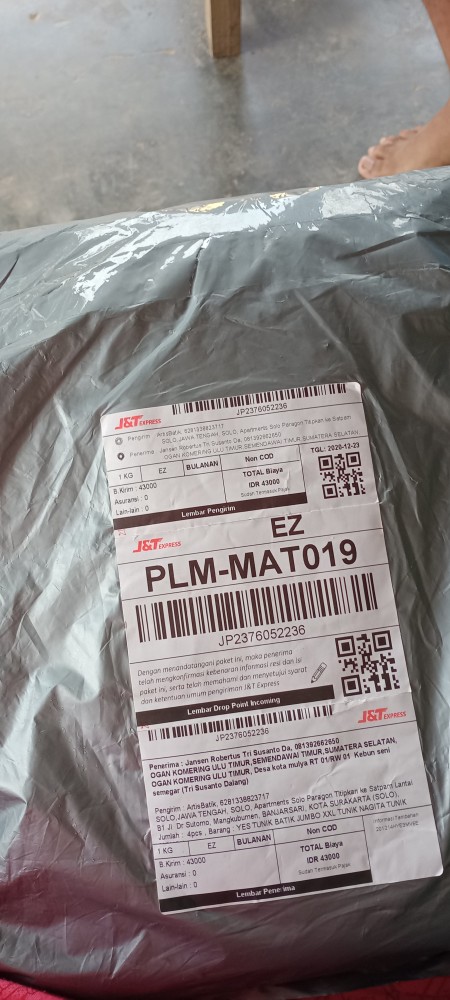 J&T EXPRESS
JP2376052236
Pengirim : ArtisBatik, 6281338823717
SOLO,JAWA TENGAH, SOLO, Apartments Solo Paragon Titipkan ke Satpam
Penerima : Jansen Robertus Tri Susanto Da, 081392662650
OGAN KOMERING ULU TIMUR,SEMENDAWAI TIMUR,SUMATERA SELATAN,
1 KG
EZ
BULANAN
Non COD
TGL: 2020-12-23
B.Kirim : 43000
Asuransi : 0
Lain-lain : 0
TOTAL Biaya
IDR 43000
Sudah Termasuk Pajak
Lembar Pengirim
J&T EXPRESS
EZ
PLM-MAT019
JP2376052236
Dengan menandatangani paket ini, maka penerima
telah mengkonfirmasi kebenaran informasi resi dan isi
paket ini, serta telah memahami dan menyetujui syarat
dan ketentuan umum pengiriman J&T Express
Lembar Drop Point Incoming
JP2376052236
J&T EXPRESS
Penerima : Jansen Robertus Tri Susanto Da, 081392662650
OGAN KOMERING ULU TIMUR,SEMENDAWAI TIMUR,SUMATERA SELATAN,
OGAN KOMERING ULU TIMUR, Desa kota mulya RT 01/RW 01 Kebun seni
semegar (Tri Susanto Dalang)
Pengirim : ArtisBatik, 6281338823717
SOLO,JAWA TENGAH, SOLO, Apartments Solo Paragon Titipkan ke Satpam Lantai
B1 Jl Dr Sutomo, Mangkubumen, BANJARSARI, KOTA SURAKARTA (SOLO),
Jumlah : 4pcs , Barang : YES TUNIK BATIK JUMBO XXL TUNIK NAGITA TUNIK
1 KG
EZ
BULANAN
Non COD
Informasi Tambahan
B.Kirim : 43000
Asuransi : 0
Lain-lain : 0
TOTAL Biaya
IDR 43000
Sudah Termasuk Pajak
Lembar Penerima